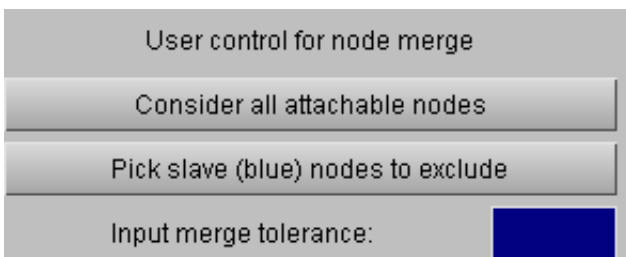 User control for node merge
Consider all attachable nodes
Pick slave (blue) nodes to exclude
Input merge tolerance: